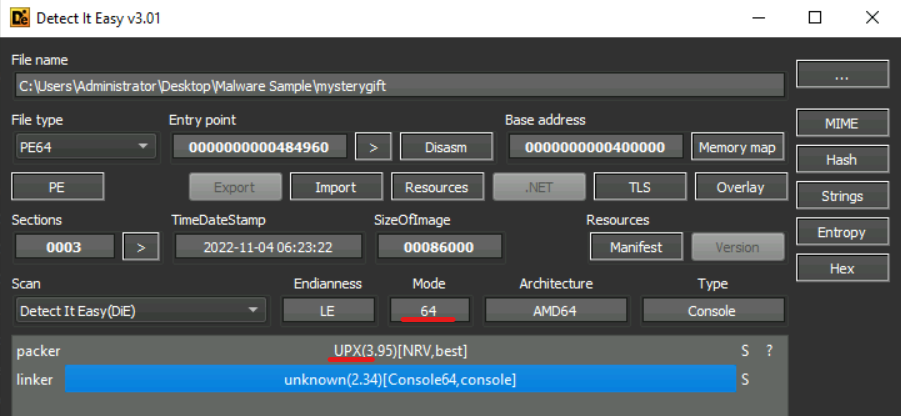 Detect It Easy v3.01
File name
C:\Users\Administrator\Desktop\Malware Sample\mysterygift
...
File type Entry point Base address
PE64 0000000000484960 > Disasm 0000000000400000 Memory map MIME
PE Export Import Resources .NET TLS Overlay Hash
Sections TimeDateStamp SizeOfImage Resources Strings
0003 > 2022-11-04 06:23:22 00086000 Manifest Version Entropy
Scan Endianness Mode Architecture Type Hex
Detect It Easy(DiE) LE 64 AMD64 Console
packer UPX(3.95)[NRV,best] S ?
linker unknown(2.34)[Console64,console] S